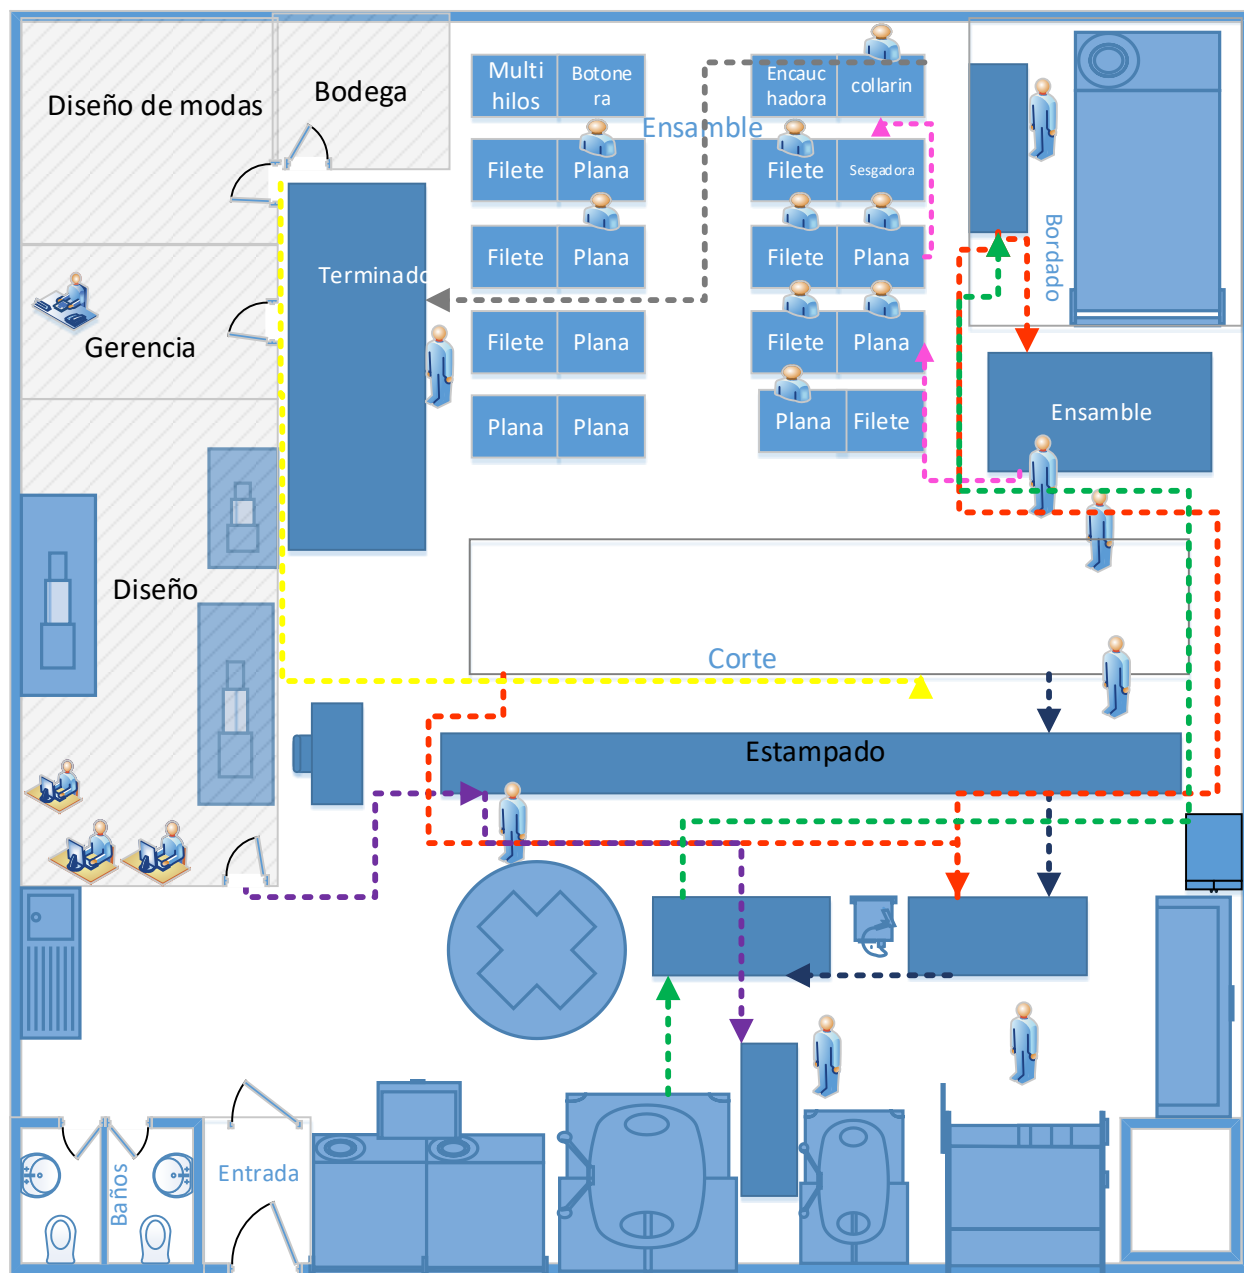 Diseño de modas
Bodega
Multi
hilos
Botone
ra
Encauc
hadora
collarin
Ensamble
Filete
Plana
Filete
Sesgadora
Filete
Plana
Filete
Plana
Bordado
Terminado
Gerencia
Filete
Plana
Filete
Plana
Plana
Plana
Plana
Filete
Ensamble
Diseño
Corte
Estampado
Baños
Entrada